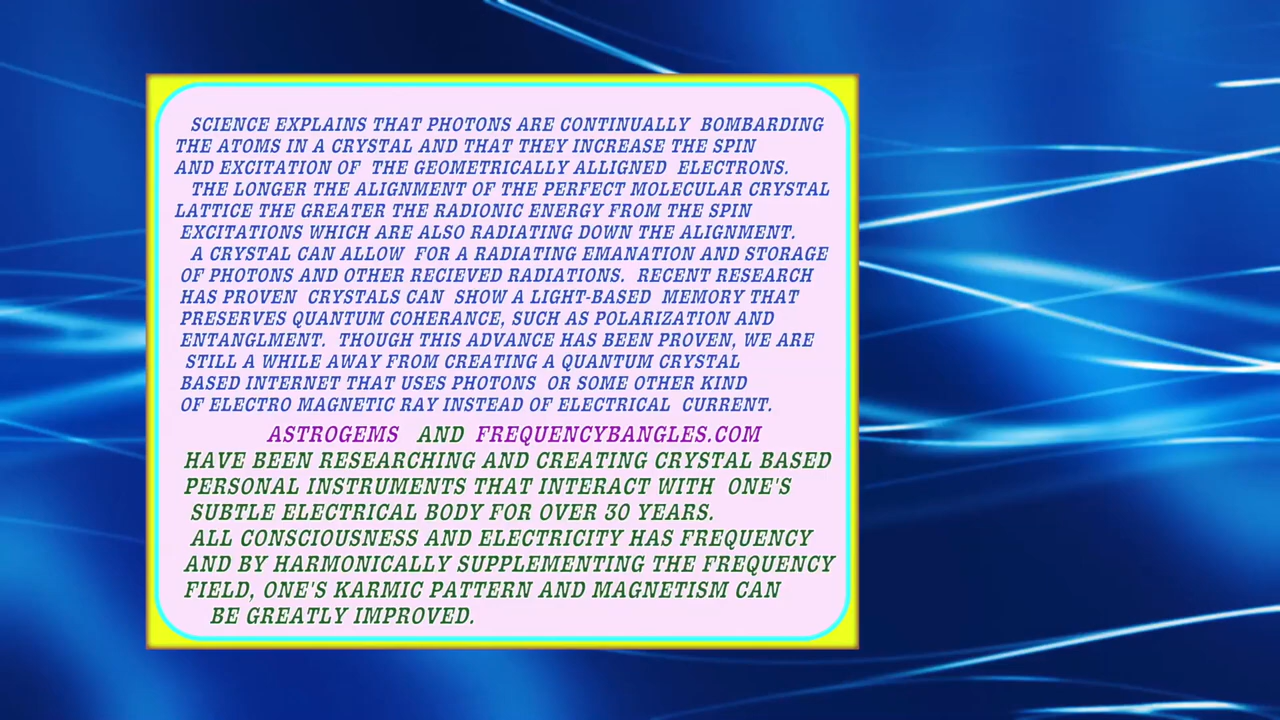 SCIENCE EXPLAINS THAT PHOTONS ARE CONTINUALLY BOMBARDING
THE ATOMS IN A CRYSTAL AND THAT THEY INCREASE THE SPIN
AND EXCITATION OF THE GEOMETRICALLY ALLIGNED ELECTRONS.
THE LONGER THE ALIGNMENT OF THE PERFECT MOLECULAR CRYSTAL
LATTICE THE GREATER THE RADIONIC ENERGY FROM THE SPIN
EXCITATIONS WHICH ARE ALSO RADIATING DOWN THE ALIGNMENT.
A CRYSTAL CAN ALLOW FOR A RADIATING EMANATION AND STORAGE
OF PHOTONS AND OTHER RECIEVED RADIATIONS. RECENT RESEARCH
HAS PROVEN CRYSTALS CAN SHOW A LIGHT-BASED MEMORY THAT
PRESERVES QUANTUM COHERANCE, SUCH AS POLARIZATION AND
ENTANGLMENT. THOUGH THIS ADVANCE HAS BEEN PROVEN, WE ARE
STILL A WHILE AWAY FROM CREATING A QUANTUM CRYSTAL
BASED INTERNET THAT USES PHOTONS OR SOME OTHER KIND
OF ELECTRO MAGNETIC RAY INSTEAD OF ELECTRICAL CURRENT.
ASTROGEMS AND FREQUENCYBANGLES.COM
HAVE BEEN RESEARCHING AND CREATING CRYSTAL BASED
PERSONAL INSTRUMENTS THAT INTERACT WITH ONE'S
SUBTLE ELECTRICAL BODY FOR OVER 30 YEARS.
ALL CONSCIOUSNESS AND ELECTRICITY HAS FREQUENCY
AND BY HARMONICALLY SUPPLEMENTING THE FREQUENCY
FIELD, ONE'S KARMIC PATTERN AND MAGNETISM CAN
BE GREATLY IMPROVED.